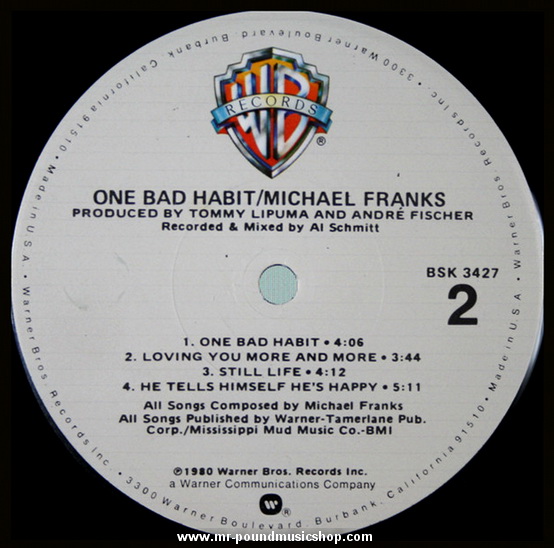 WB
RECORDS
®
ONE BAD HABIT/MICHAEL FRANKS
PRODUCED BY TOMMY LIPUMA AND ANDRÉ FISCHER
Recorded & Mixed by Al Schmitt
BSK 3427
2
1. ONE BAD HABIT • 4:06
2. LOVING YOU MORE AND MORE • 3:44
3. STILL LIFE • 4:12
4. HE TELLS HIMSELF HE'S HAPPY • 5:11
All Songs Composed by Michael Franks
All Songs Published by Warner-Tamerlane Pub.
Corp./Mississippi Mud Music Co.-BMI
℗1980 Warner Bros. Records Inc.
a Warner Communications Company
®
Made in U.S.A. • Warner Bros. Records Inc. • 3300 Warner Boulevard, Burbank, California 91510 • Made in U.S.A. • Warner Bros. Records Inc. • 3300 Warner Boulevard, Burbank, California 91510 •
www.mr-poundmusicshop.com